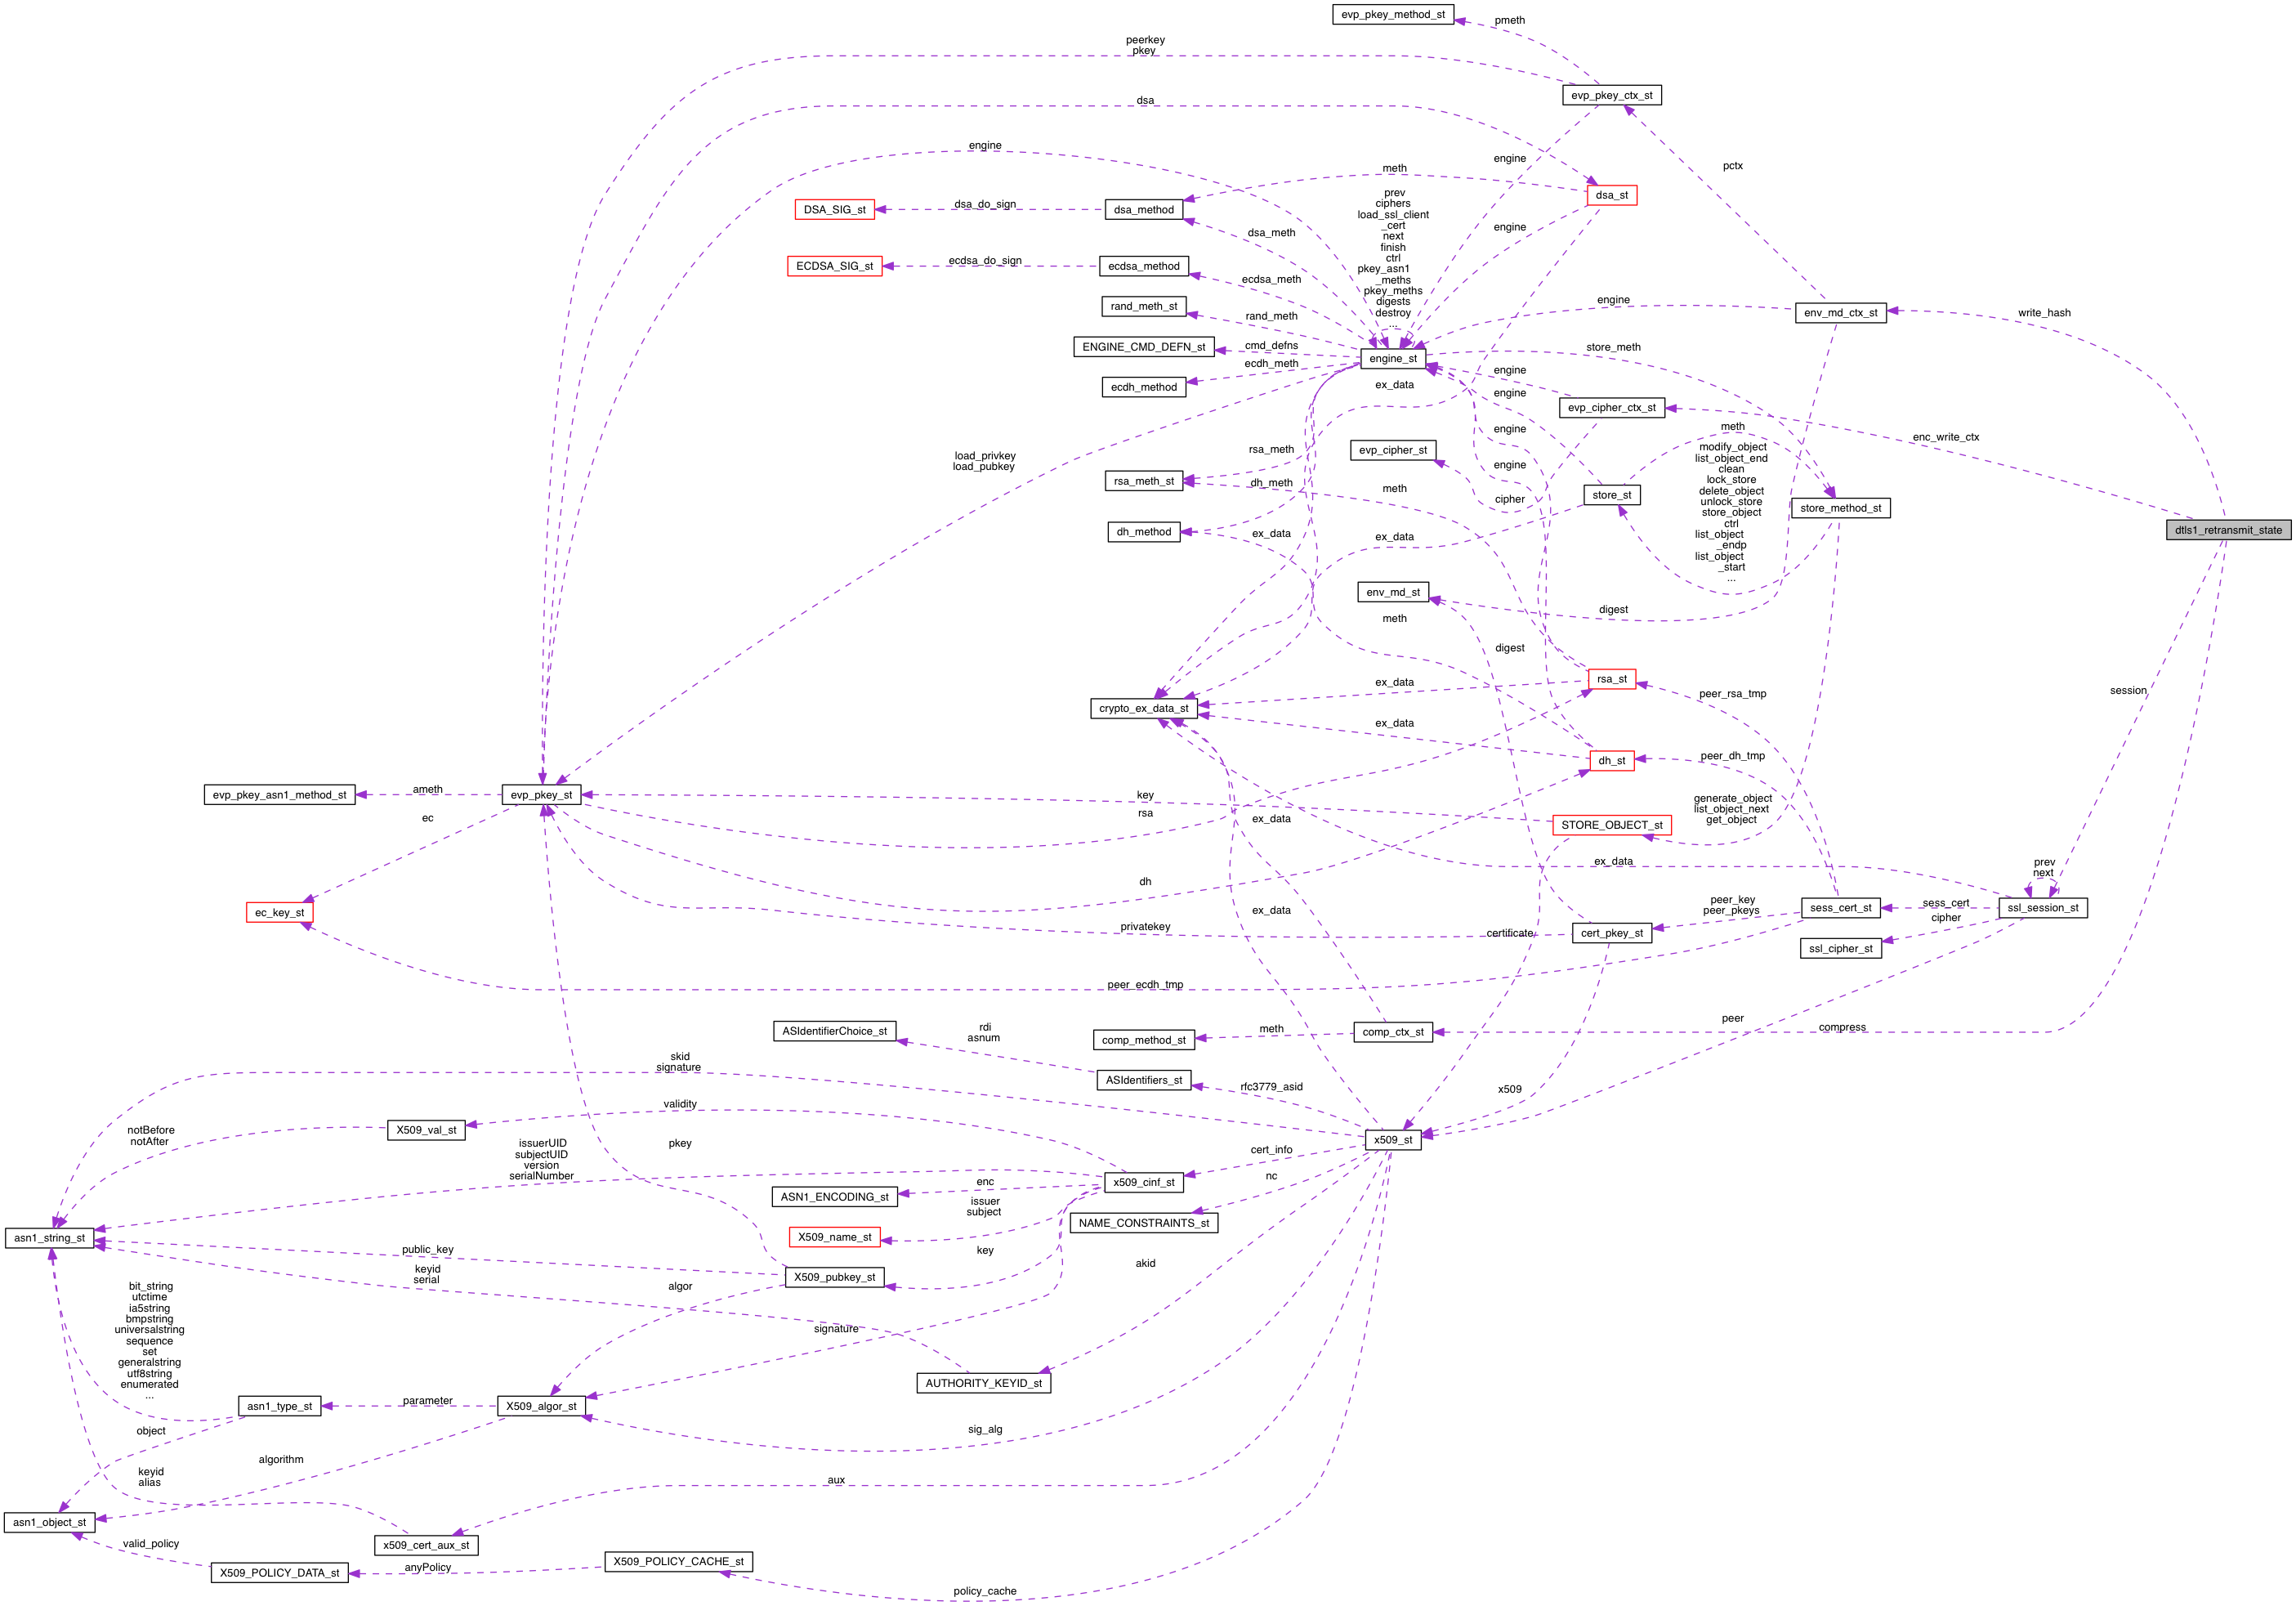 evp_pkey_method_st
pmeth
peerkey
pkey
evp_pkey_ctx_st
dsa
engine
engine
pctx
meth
dsa_st
DSA_SIG_st
dsa_do_sign
dsa_method
prev
ciphers
load_ssl_client
_cert
next
finish
ctrl
pkey_asn1
_meths
pkey_meths
digests
destroy
...
engine
dsa_meth
ECDSA_SIG_st
ecdsa_do_sign
ecdsa_method
ecdsa_meth
rand_meth_st
rand_meth
engine
env_md_ctx_st
write_hash
ENGINE_CMD_DEFN_st
cmd_defns
engine_st
store_meth
ecdh_method
ecdh_meth
ex_data
engine
engine
evp_cipher_ctx_st
enc_write_ctx
engine
meth
evp_cipher_st
rsa_meth
load_privkey
load_pubkey
engine
modify_object
list_object_end
clean
lock_store
delete_object
unlock_store
store_object
ctrl
list_object
_endp
list_object
_start
...
rsa_meth_st
dh_meth
meth
cipher
store_st
store_method_st
dh_method
ex_data
ex_data
dtls1_retransmit_state
env_md_st
digest
meth
digest
rsa_st
ex_data
peer_rsa_tmp
session
crypto_ex_data_st
ex_data
dh_st
peer_dh_tmp
evp_pkey_asn1_method_st
ameth
evp_pkey_st
key
generate_object
list_object_next
get_object
ec
rsa
ex_data
STORE_OBJECT_st
ex_data
prev
next
dh
ec_key_st
ex_data
peer_key
peer_pkeys
sess_cert_st
sess_cert
cipher
ssl_session_st
privatekey
certificate
cert_pkey_st
ssl_cipher_st
peer_ecdh_tmp
ASIdentifierChoice_st
rdi
asnum
comp_method_st
meth
comp_ctx_st
peer
compress
skid
signature
ASIdentifiers_st
rfc3779_asid
x509
validity
X509_val_st
notBefore
notAfter
pkey
x509_st
issuerUID
subjectUID
version
serialNumber
cert_info
enc
x509_cinf_st
nc
ASN1_ENCODING_st
issuer
subject
NAME_CONSTRAINTS_st
asn1_string_st
X509_name_st
public_key
key
keyid
serial
X509_pubkey_st
akid
algor
bit_string
utctime
ia5string
bmpstring
universalstring
sequence
set
generalstring
utf8string
enumerated
...
signature
AUTHORITY_KEYID_st
asn1_type_st
parameter
X509_algor_st
object
sig_alg
algorithm
keyid
alias
aux
asn1_object_st
x509_cert_aux_st
valid_policy
X509_POLICY_DATA_st
anyPolicy
X509_POLICY_CACHE_st
policy_cache